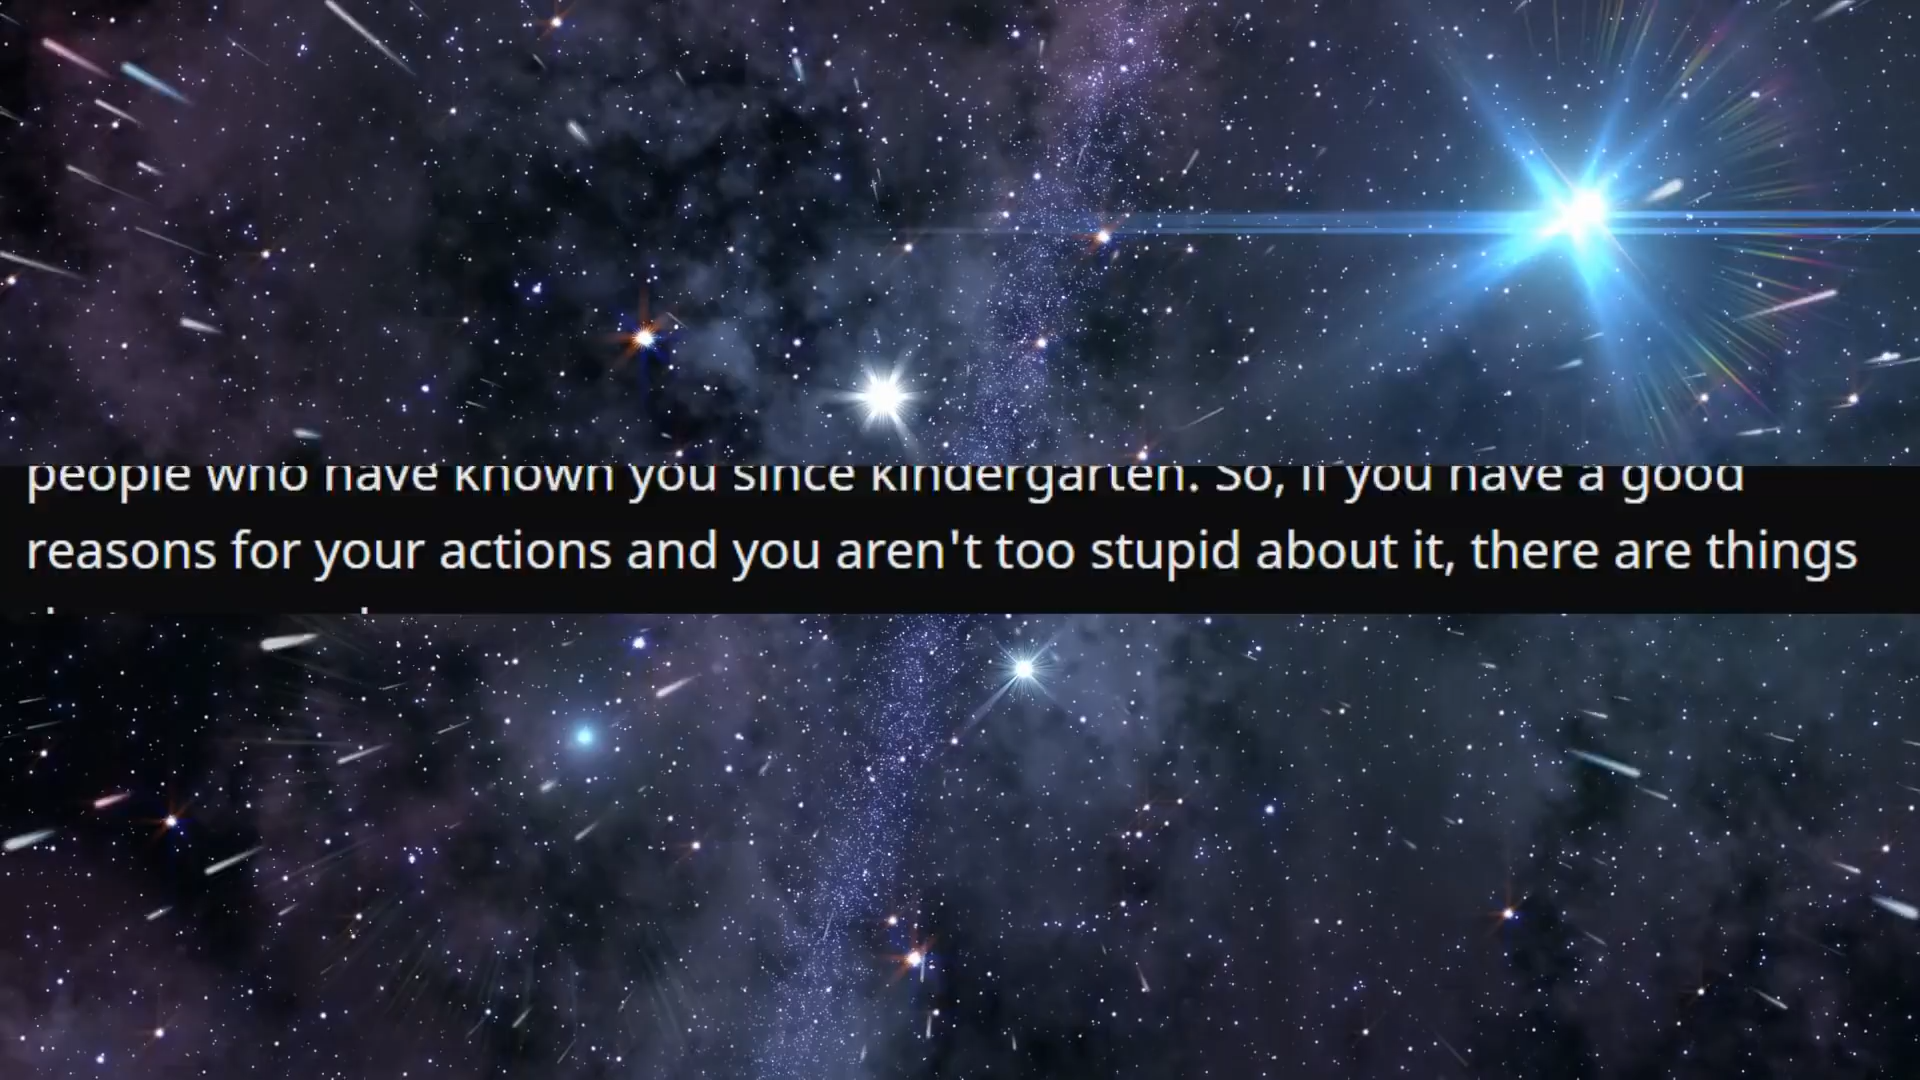 people who have known you since kindergarten. So, if you have a good
reasons for your actions and you aren't too stupid about it, there are things